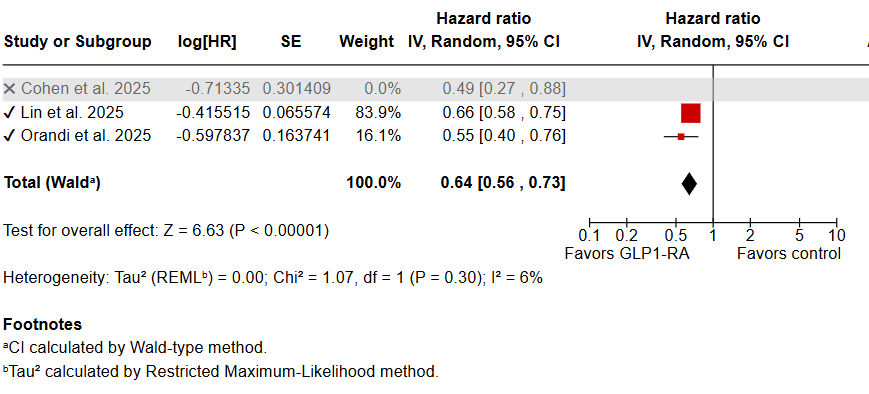 Hazard ratio Hazard ratio
Study or Subgroup log[HR] SE Weight IV, Random, 95% CI IV, Random, 95% CI
✕ Cohen et al. 2025 -0.71335 0.301409 0.0% 0.49 [0.27 , 0.88]
✓ Lin et al. 2025 -0.415515 0.065574 83.9% 0.66 [0.58 , 0.75]
✓ Orandi et al. 2025 -0.597837 0.163741 16.1% 0.55 [0.40 , 0.76]
Total (Waldᵃ) 100.0% 0.64 [0.56 , 0.73]
Test for overall effect: Z = 6.63 (P < 0.00001)
0.1 0.2 0.5 1 2 5 10
Favors GLP1-RA Favors control
Heterogeneity: Tau² (REMLᵇ) = 0.00; Chi² = 1.07, df = 1 (P = 0.30); I² = 6%
Footnotes
ᵃCI calculated by Wald-type method.
ᵇTau² calculated by Restricted Maximum-Likelihood method.